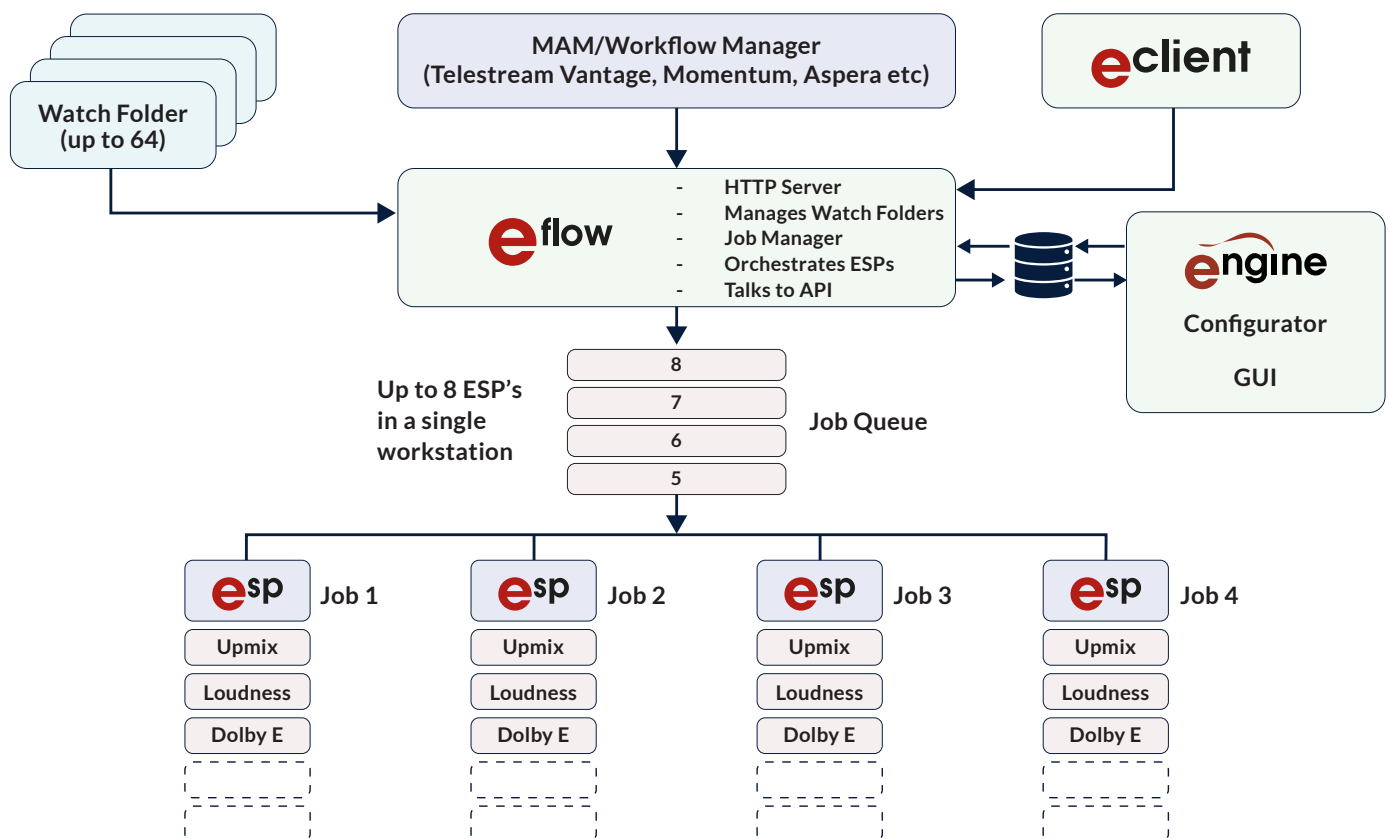 MAM/Workflow Manager
(Telestream Vantage, Momentum, Aspera etc)
eclient
Watch Folder
(up to 64)
eflow
- HTTP Server
- Manages Watch Folders
- Job Manager
- Orchestrates ESPs
- Talks to API
engine
Configurator
GUI
Up to 8 ESP's
in a single
workstation
8
7
6
5
Job Queue
esp
Job 1
esp
Job 2
esp
Job 3
esp
Job 4
Upmix
Upmix
Upmix
Upmix
Loudness
Loudness
Loudness
Loudness
Dolby E
Dolby E
Dolby E
Dolby E